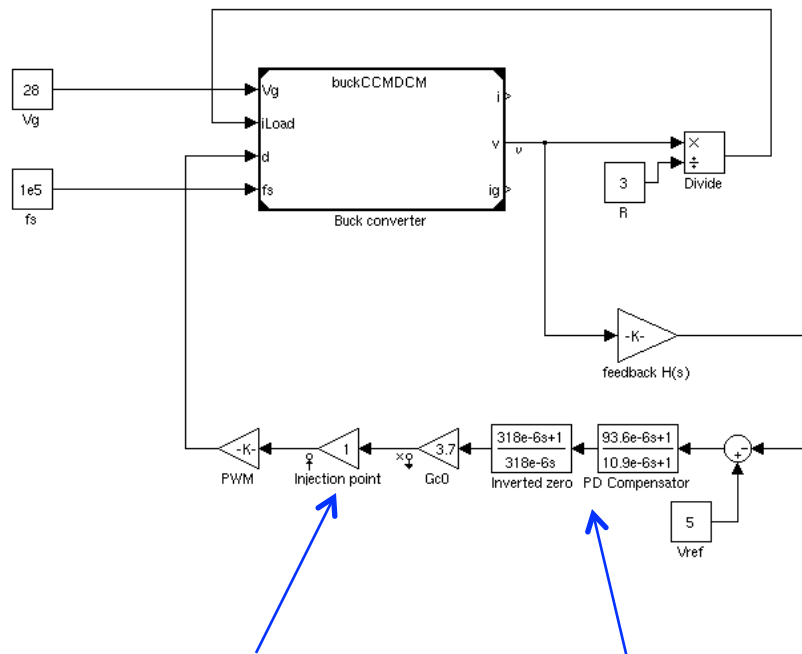 buckCCMDCM
28
Vg
Vg
i
iLoad
v
v
d
1e5
fs
fs
ig
Buck converter
×
÷
Divide
3
R
-K-
feedback H(s)
-K-
PWM
1
Injection point
3.7
Gc0
318e-6s+1
318e-6s
Inverted zero
93.6e-6s+1
10.9e-6s+1
PD Compensator
-
+
5
Vref